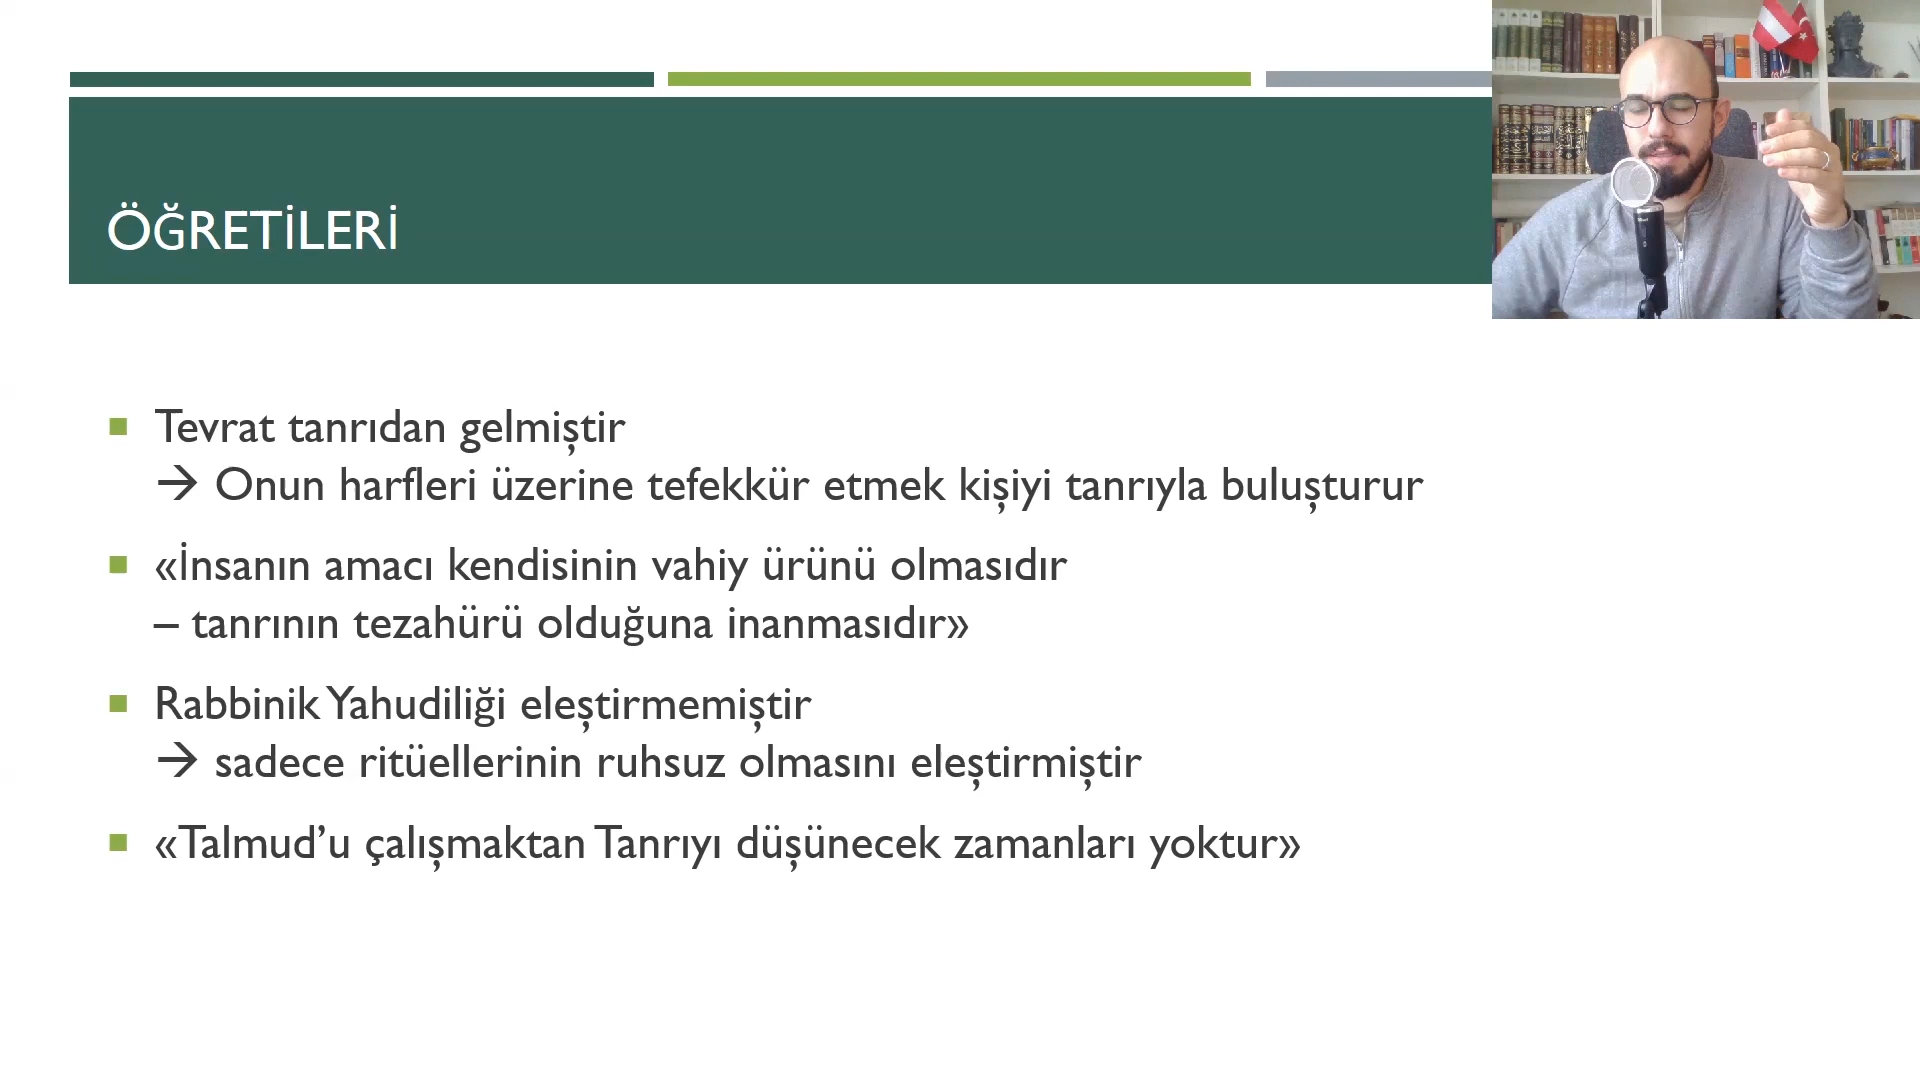 ÖĞRETİLERİ
Tevrat tanrıdan gelmiştir
→ Onun harfleri üzerine tefekkür etmek kişiyi tanrıyla buluşturur
«İnsanın amacı kendisinin vahiy ürünü olmasıdır
– tanrının tezahürü olduğuna inanmasıdır»
Rabbinik Yahudiliği eleştirmemiştir
→ sadece ritüellerinin ruhsuz olmasını eleştirmiştir
«Talmud’u çalışmaktan Tanrıyı düşünecek zamanları yoktur»